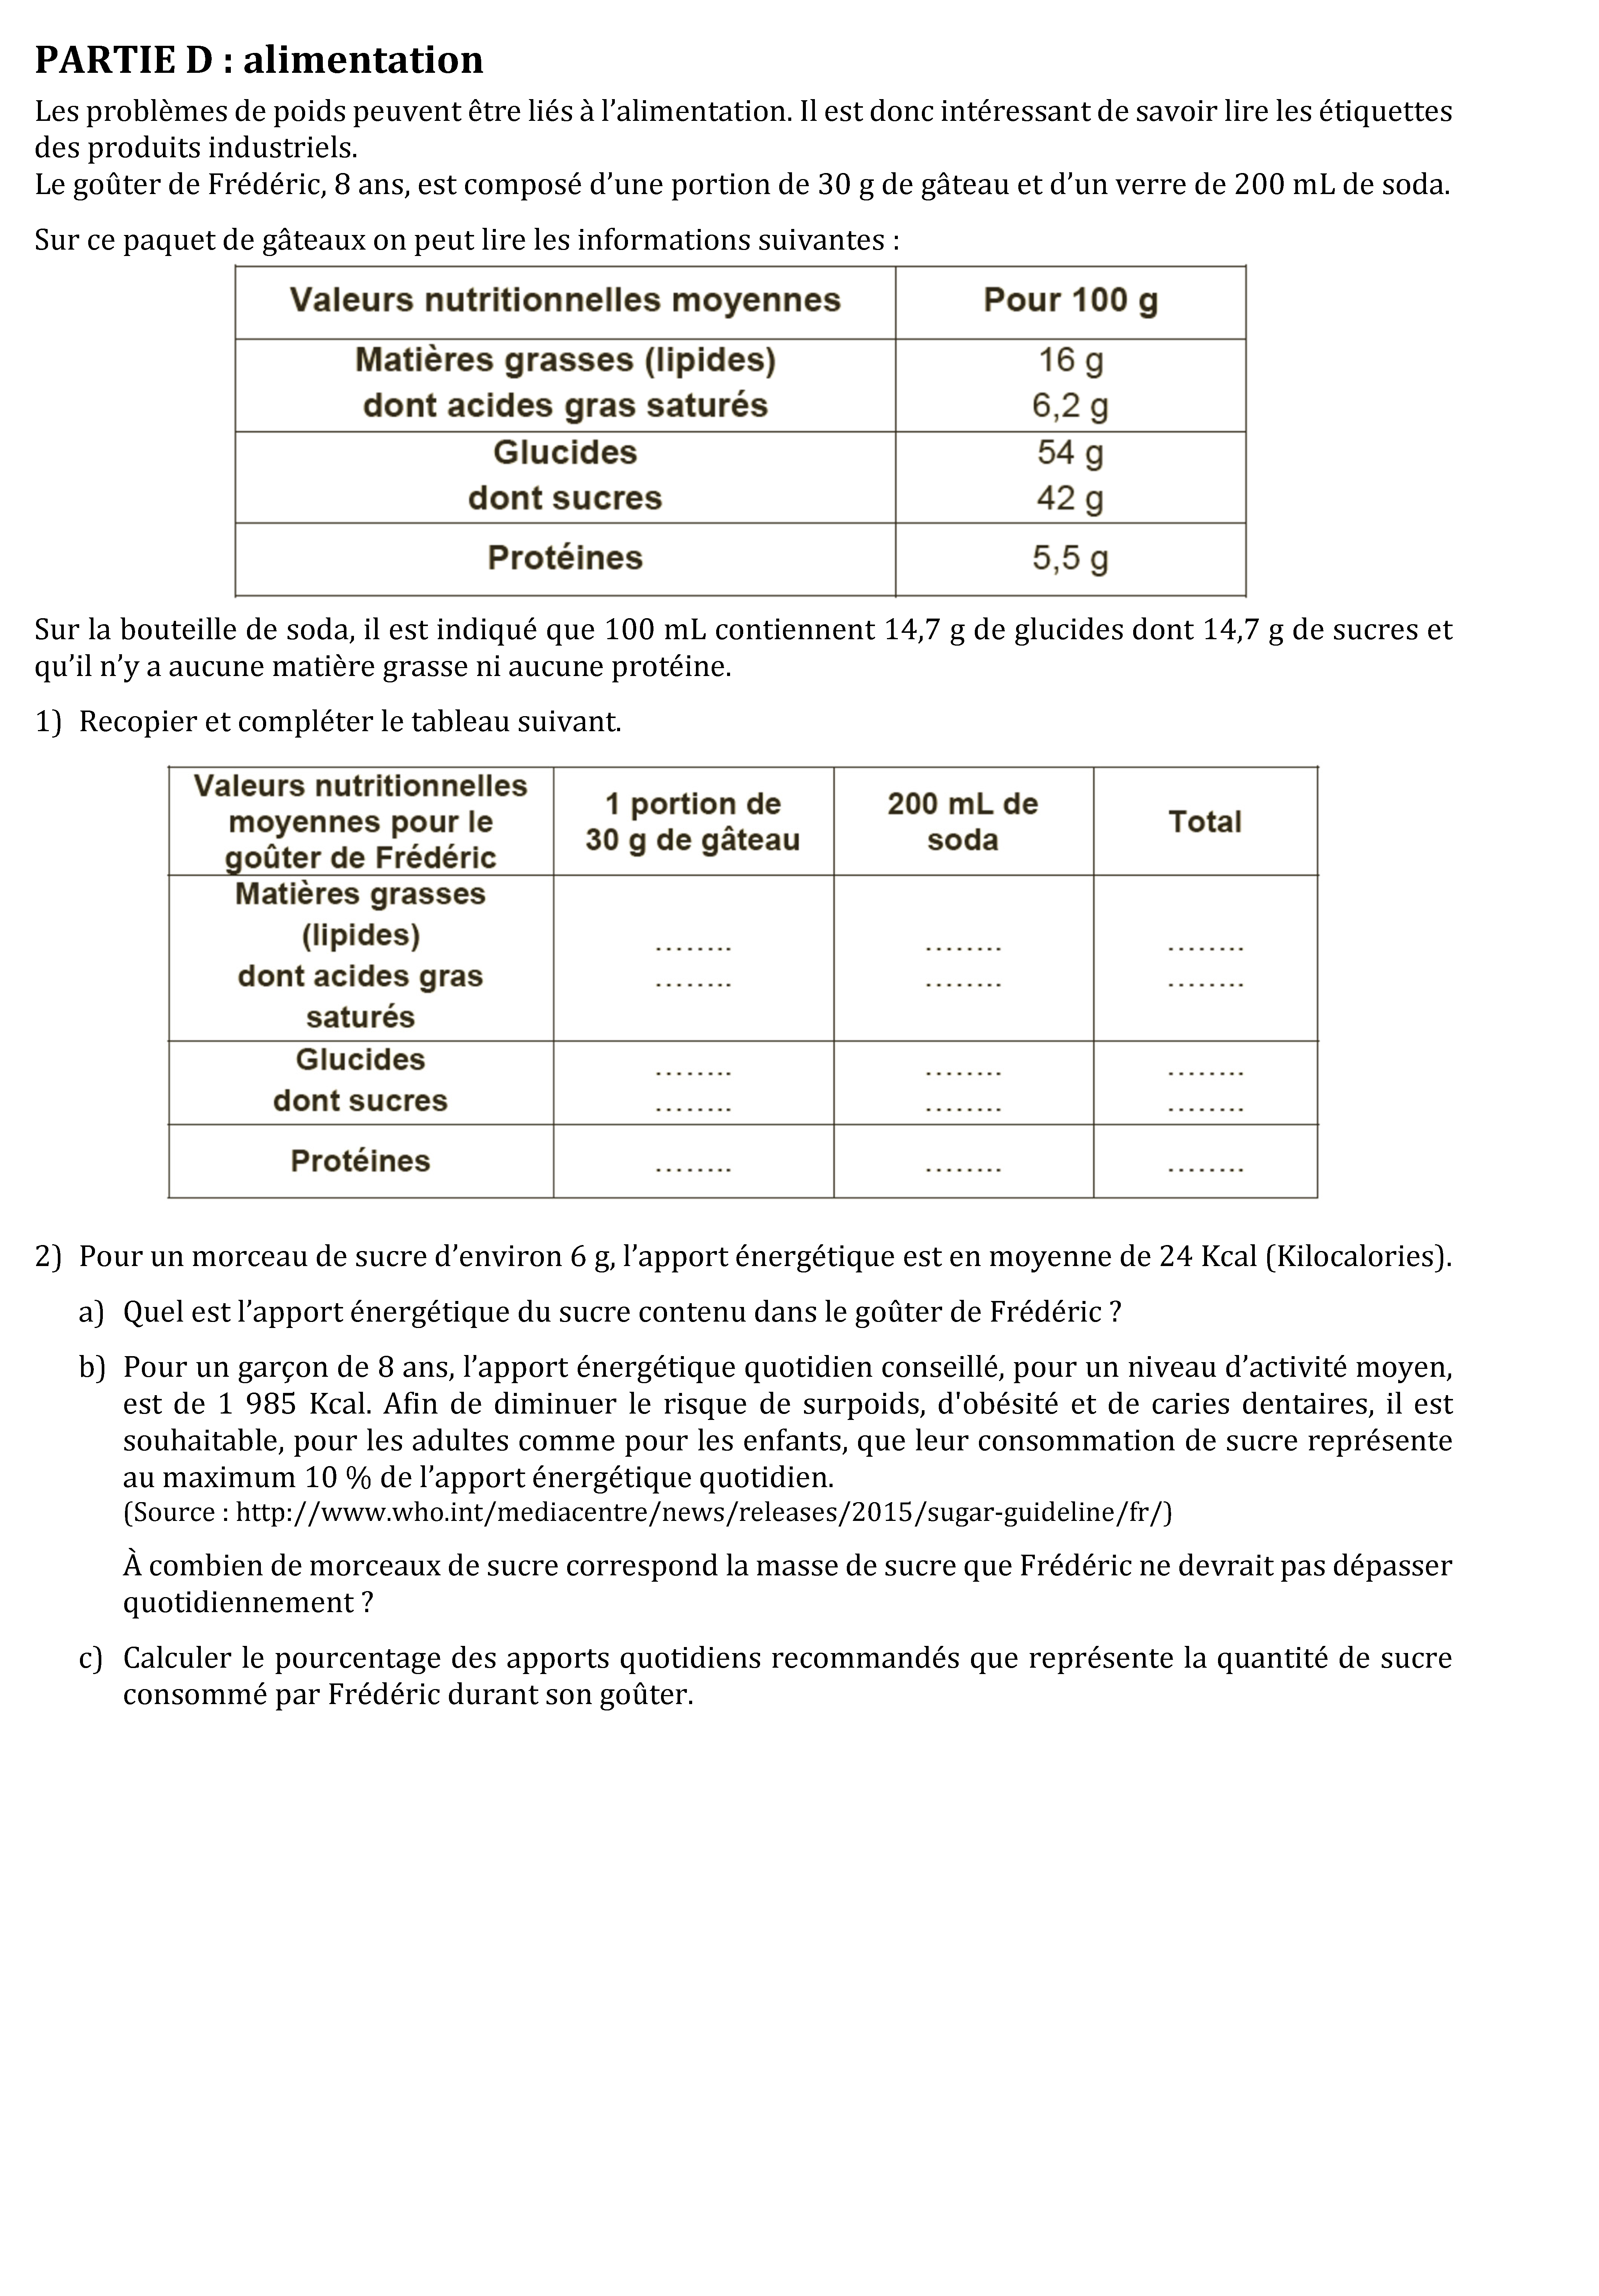 PARTIE D : alimentation
Les problèmes de poids peuvent être liés à l’alimentation. Il est donc intéressant de savoir lire les étiquettes
des produits industriels.
Le goûter de Frédéric, 8 ans, est composé d’une portion de 30 g de gâteau et d’un verre de 200 mL de soda.
Sur ce paquet de gâteaux on peut lire les informations suivantes :
Valeurs nutritionnelles moyennes Pour 100 g
Matières grasses (lipides) 16 g
dont acides gras saturés 6,2 g
Glucides 54 g
dont sucres 42 g
Protéines 5,5 g
Sur la bouteille de soda, il est indiqué que 100 mL contiennent 14,7 g de glucides dont 14,7 g de sucres et
qu’il n’y a aucune matière grasse ni aucune protéine.
1) Recopier et compléter le tableau suivant.
Valeurs nutritionnelles
moyennes pour le
goûter de Frédéric
1 portion de
30 g de gâteau
200 mL de
soda
Total
Matières grasses
(lipides)
dont acides gras
saturés
........ ........ ........
........ ........ ........
Glucides ........ ........ ........
dont sucres ........ ........ ........
Protéines ........ ........ ........
2) Pour un morceau de sucre d’environ 6 g, l’apport énergétique est en moyenne de 24 Kcal (Kilocalories).
a) Quel est l’apport énergétique du sucre contenu dans le goûter de Frédéric ?
b) Pour un garçon de 8 ans, l’apport énergétique quotidien conseillé, pour un niveau d’activité moyen,
est de 1 985 Kcal. Afin de diminuer le risque de surpoids, d'obésité et de caries dentaires, il est
souhaitable, pour les adultes comme pour les enfants, que leur consommation de sucre représente
au maximum 10 % de l’apport énergétique quotidien.
(Source : http://www.who.int/mediacentre/news/releases/2015/sugar-guideline/fr/)
À combien de morceaux de sucre correspond la masse de sucre que Frédéric ne devrait pas dépasser
quotidiennement ?
c) Calculer le pourcentage des apports quotidiens recommandés que représente la quantité de sucre
consommé par Frédéric durant son goûter.